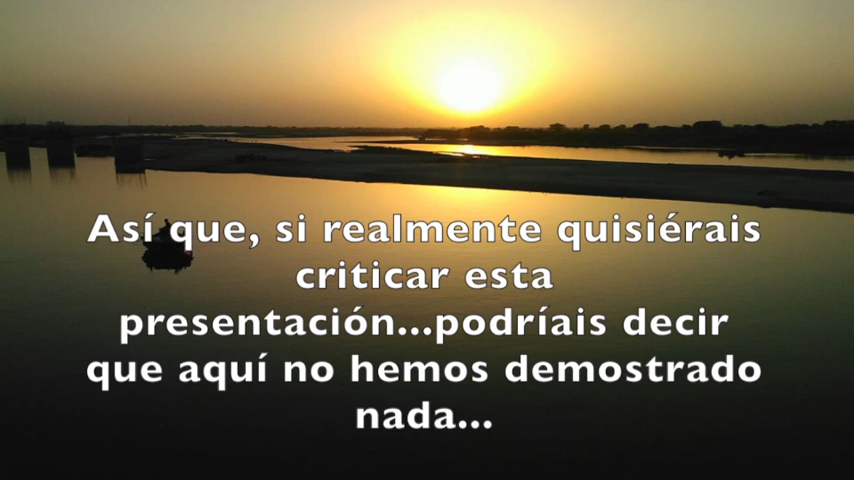 Así que, si realmente quisiérais
criticar esta
presentación...podríais decir
que aquí no hemos demostrado
nada...